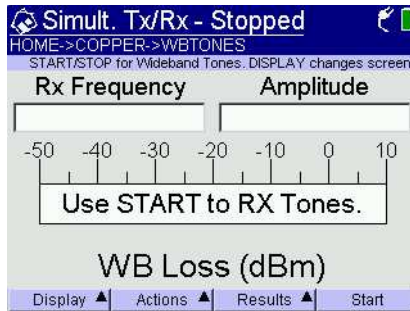 Simult. Tx/Rx - Stopped
HOME->COPPER->WBTONES
START/STOP for Wideband Tones. DISPLAY changes screen
Rx Frequency Amplitude
-50 -40 -30 -20 -10 0 10
Use START to RX Tones.
WB Loss (dBm)
Display Actions Results Start